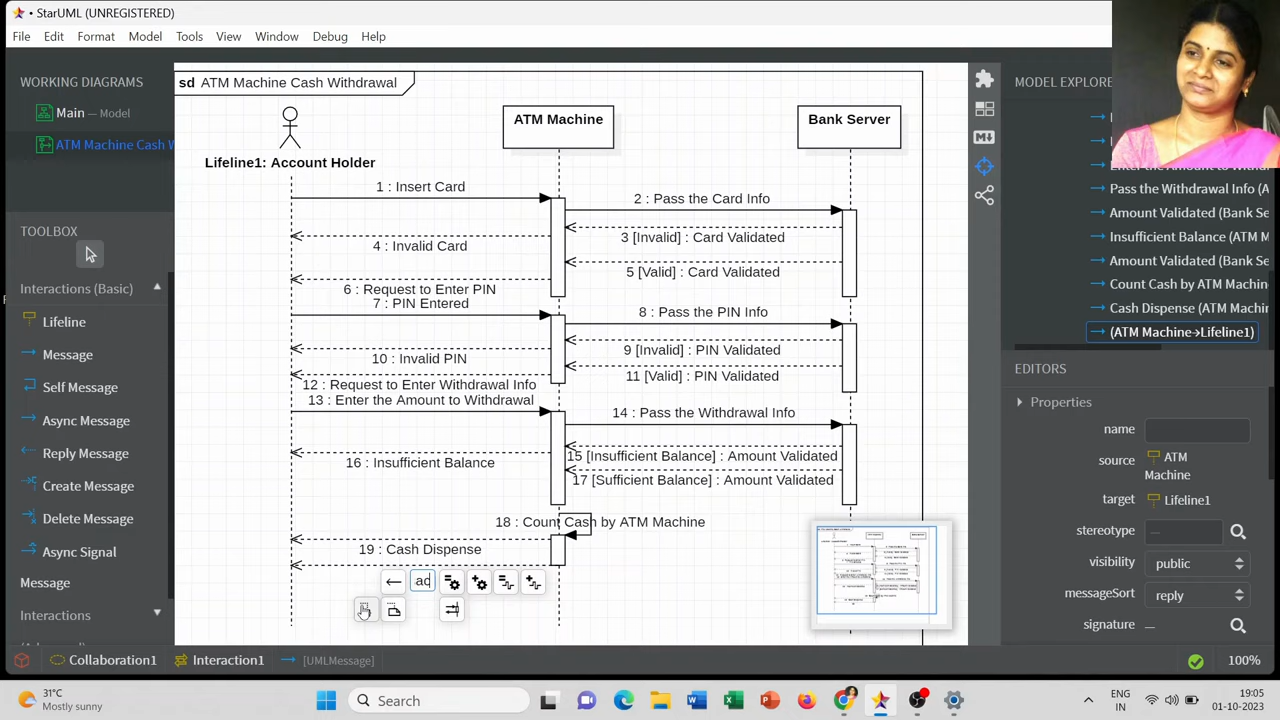 • StarUML (UNREGISTERED)
File Edit Format Model Tools View Window Debug Help
WORKING DIAGRAMS
Main — Model
ATM Machine Cash W
TOOLBOX
Interactions (Basic)
Lifeline
Message
Self Message
Async Message
Reply Message
Create Message
Delete Message
Async Signal
Message
Interactions
sd ATM Machine Cash Withdrawal
Lifeline1: Account Holder
ATM Machine
Bank Server
1 : Insert Card
2 : Pass the Card Info
3 [Invalid] : Card Validated
4 : Invalid Card
5 [Valid] : Card Validated
6 : Request to Enter PIN
7 : PIN Entered
8 : Pass the PIN Info
9 [Invalid] : PIN Validated
10 : Invalid PIN
11 [Valid] : PIN Validated
12 : Request to Enter Withdrawal Info
13 : Enter the Amount to Withdrawal
14 : Pass the Withdrawal Info
15 [Insufficient Balance] : Amount Validated
16 : Insufficient Balance
17 [Sufficient Balance] : Amount Validated
18 : Count Cash by ATM Machine
19 : Cash Dispense
ac
MODEL EXPLORE
Pass the Withdrawal Info (A
Amount Validated (Bank Se
Insufficient Balance (ATM M
Amount Validated (Bank Se
Count Cash by ATM Machin
Cash Dispense (ATM Machin
(ATM Machine→Lifeline1)
EDITORS
Properties
name
source ATM Machine
target Lifeline1
stereotype —
visibility public
messageSort reply
signature —
Collaboration1 Interaction1 [UMLMessage]
100%
31°C
Mostly sunny
Search
ENG
IN
19:05
01-10-2023